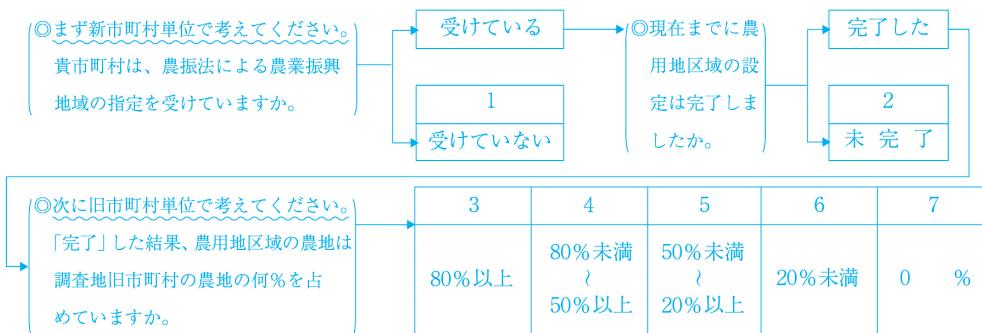 ◎まず新市町村単位で考えてください。
貴市町村は、農振法による農業振興
地域の指定を受けていますか。
受けている
1
受けていない
◎現在までに農
用地区域の設
定は完了しま
したか。
完了した
2
未 完 了
◎次に旧市町村単位で考えてください。
「完了」した結果、農用地区域の農地は
調査地旧市町村の農地の何%を占
めていますか。
3
80%以上
4
80%未満
~
50%以上
5
50%未満
~
20%以上
6
20%未満
7
0 %